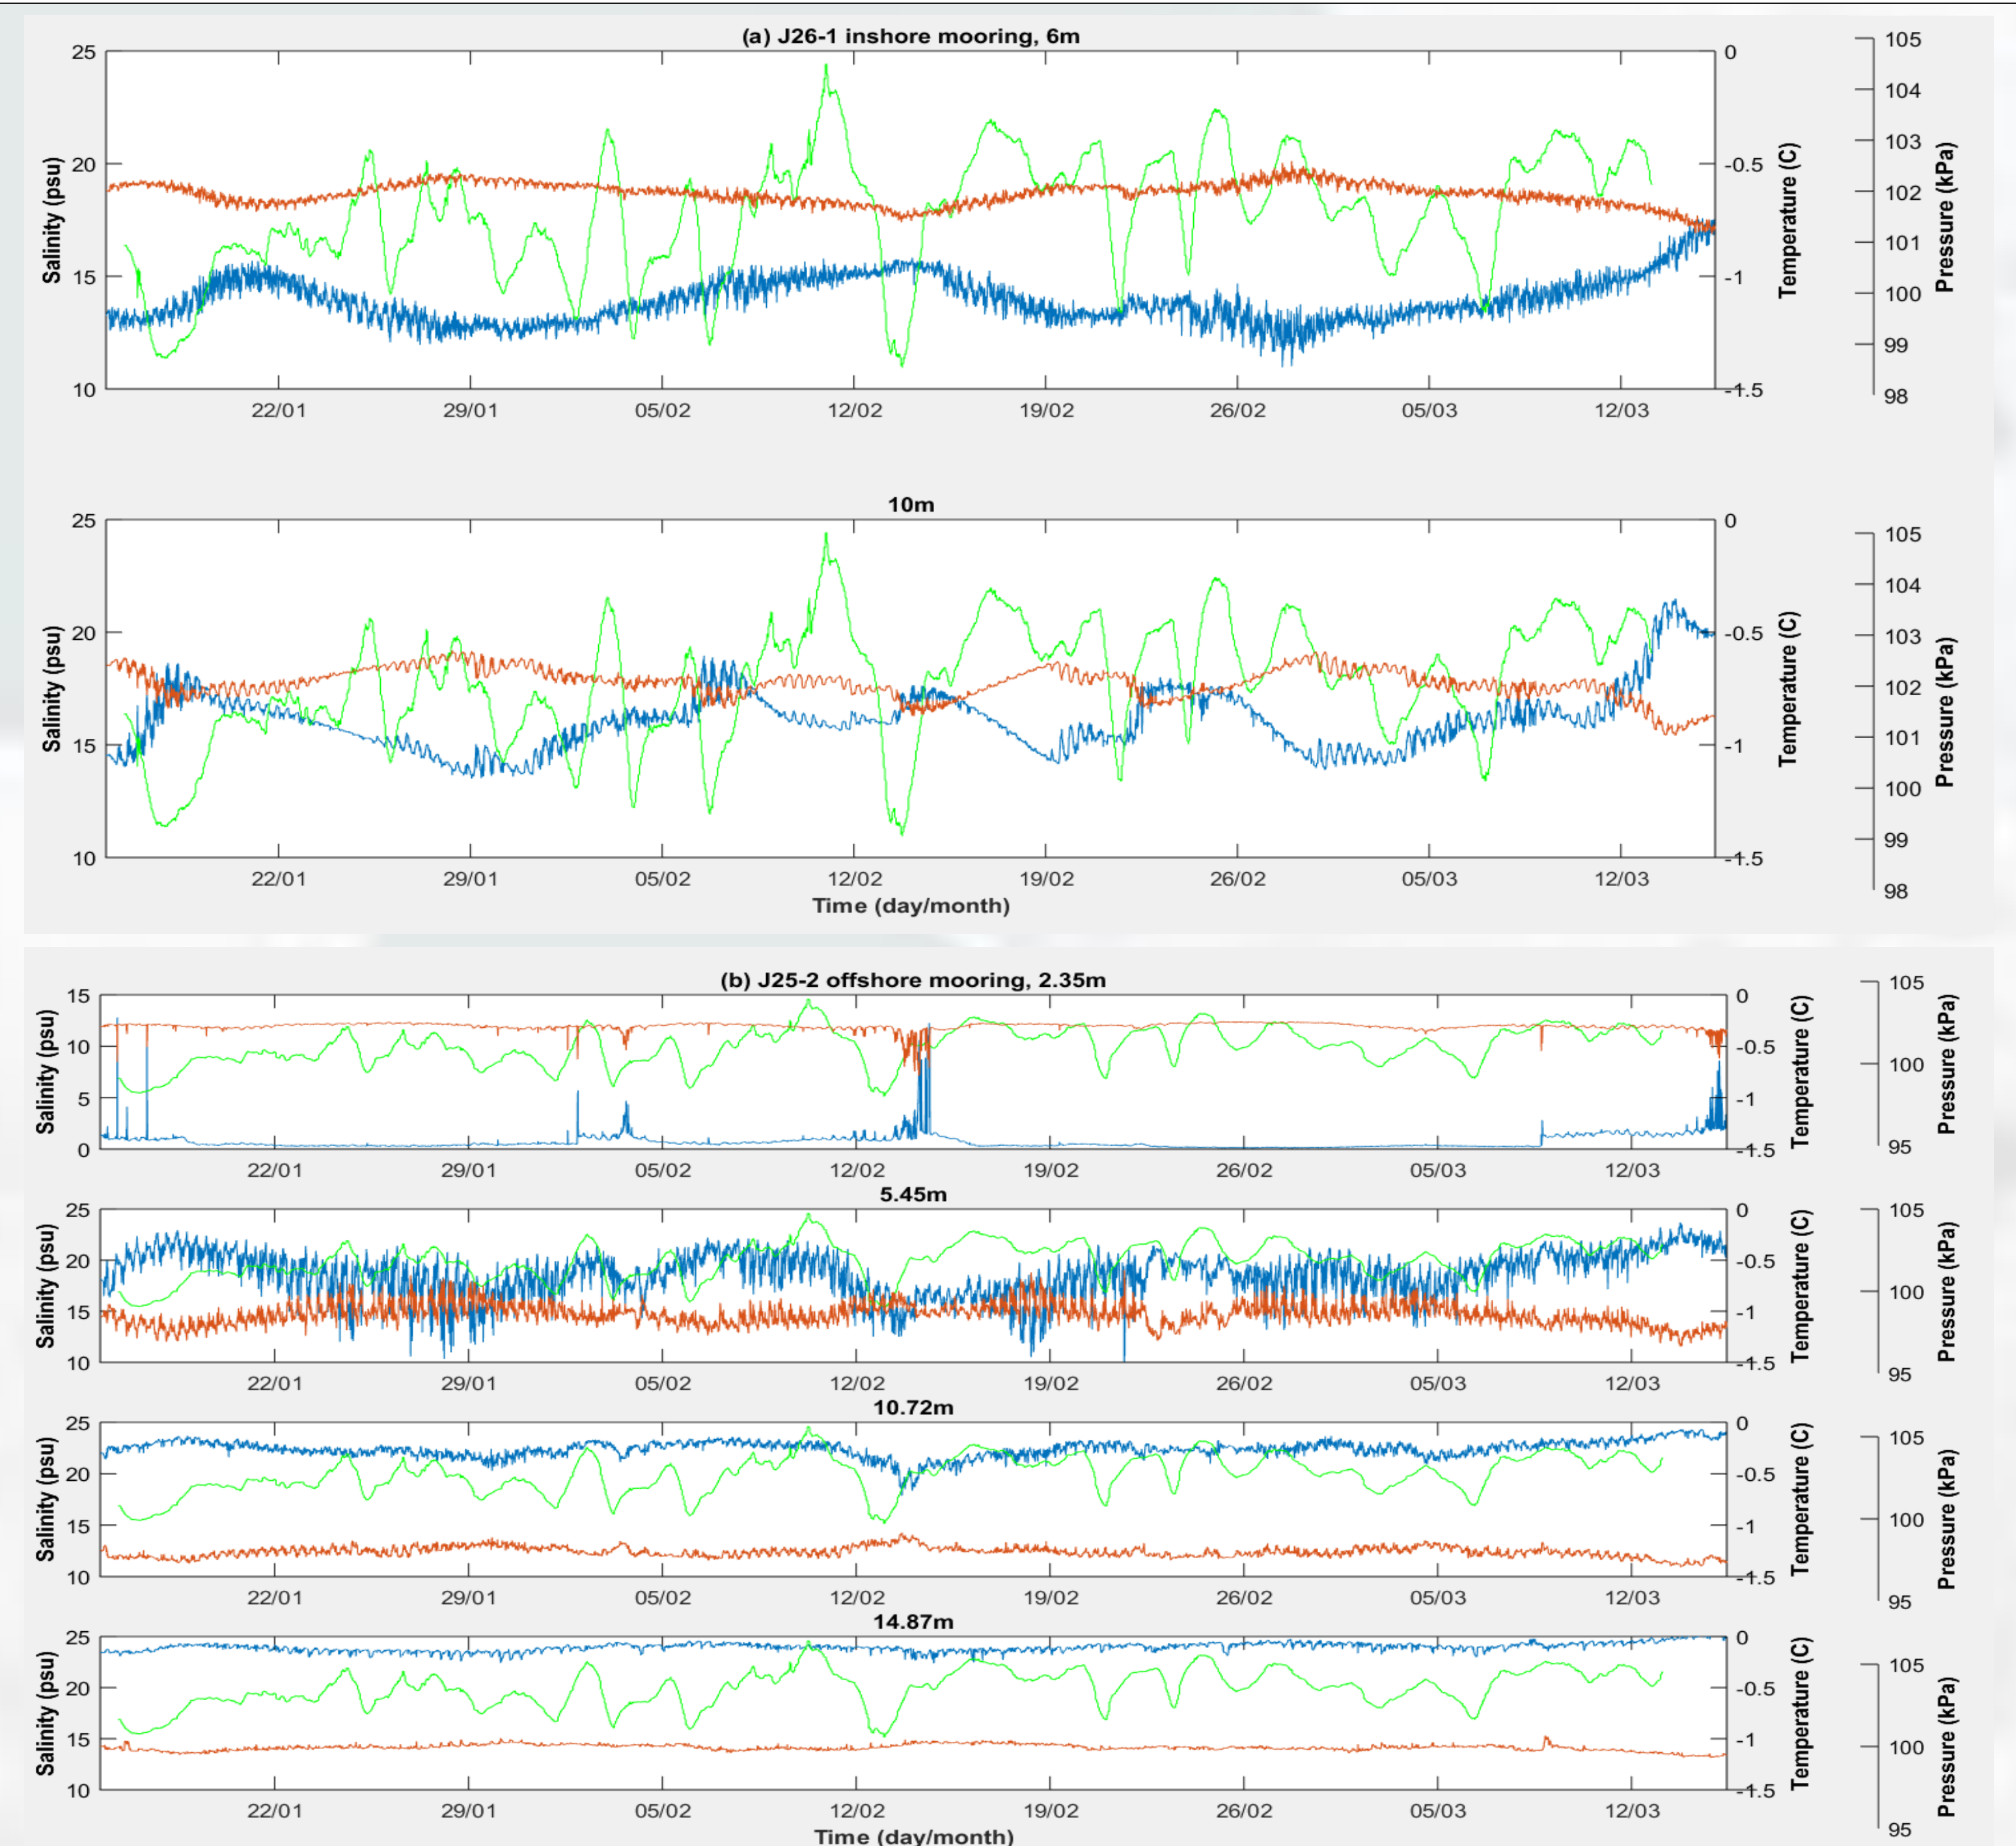 (a) J26-1 inshore mooring, 6m
25
20
15
10
Salinity (psu)
0
-0.5
-1
-1.5
Temperature (C)
105
104
103
102
101
100
99
98
Pressure (kPa)
22/01 29/01 05/02 12/02 19/02 26/02 05/03 12/03
10m
25
20
15
10
Salinity (psu)
0
-0.5
-1
-1.5
Temperature (C)
105
104
103
102
101
100
99
98
Pressure (kPa)
22/01 29/01 05/02 12/02 19/02 26/02 05/03 12/03
Time (day/month)
(b) J25-2 offshore mooring, 2.35m
15
10
5
0
Salinity (psu)
0
-0.5
-1
-1.5
Temperature (C)
105
100
95
Pressure (kPa)
22/01 29/01 05/02 12/02 19/02 26/02 05/03 12/03
5.45m
25
20
15
10
Salinity (psu)
0
-0.5
-1
-1.5
Temperature (C)
105
100
95
Pressure (kPa)
22/01 29/01 05/02 12/02 19/02 26/02 05/03 12/03
10.72m
25
20
15
10
Salinity (psu)
0
-0.5
-1
-1.5
Temperature (C)
105
100
95
Pressure (kPa)
22/01 29/01 05/02 12/02 19/02 26/02 05/03 12/03
14.87m
25
20
15
10
Salinity (psu)
0
-0.5
-1
-1.5
Temperature (C)
105
100
95
Pressure (kPa)
22/01 29/01 05/02 12/02 19/02 26/02 05/03 12/03
Time (day/month)